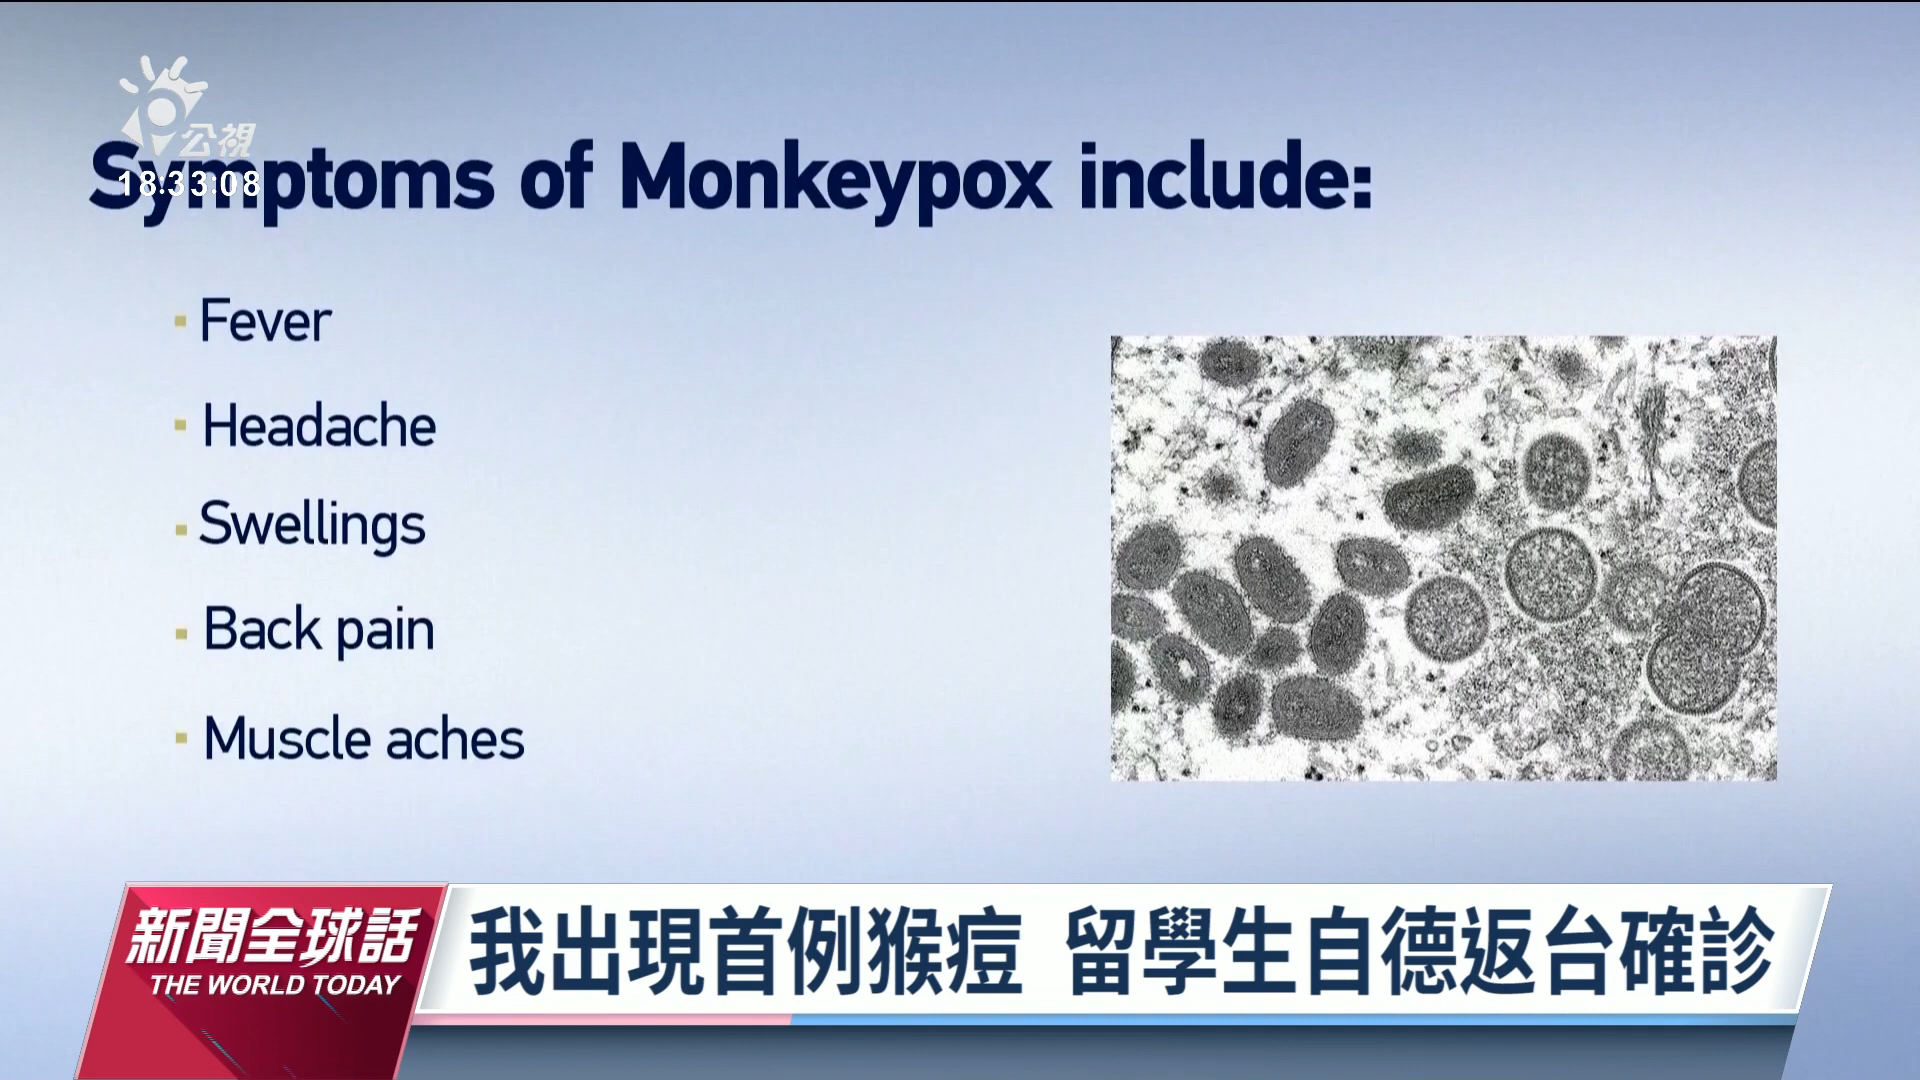 公視
18:33:08
Symptoms of Monkeypox include:
Fever
Headache
Swellings
Back pain
Muscle aches
新聞全球話
THE WORLD TODAY
我出現首例猴痘 留學生自德返台確診